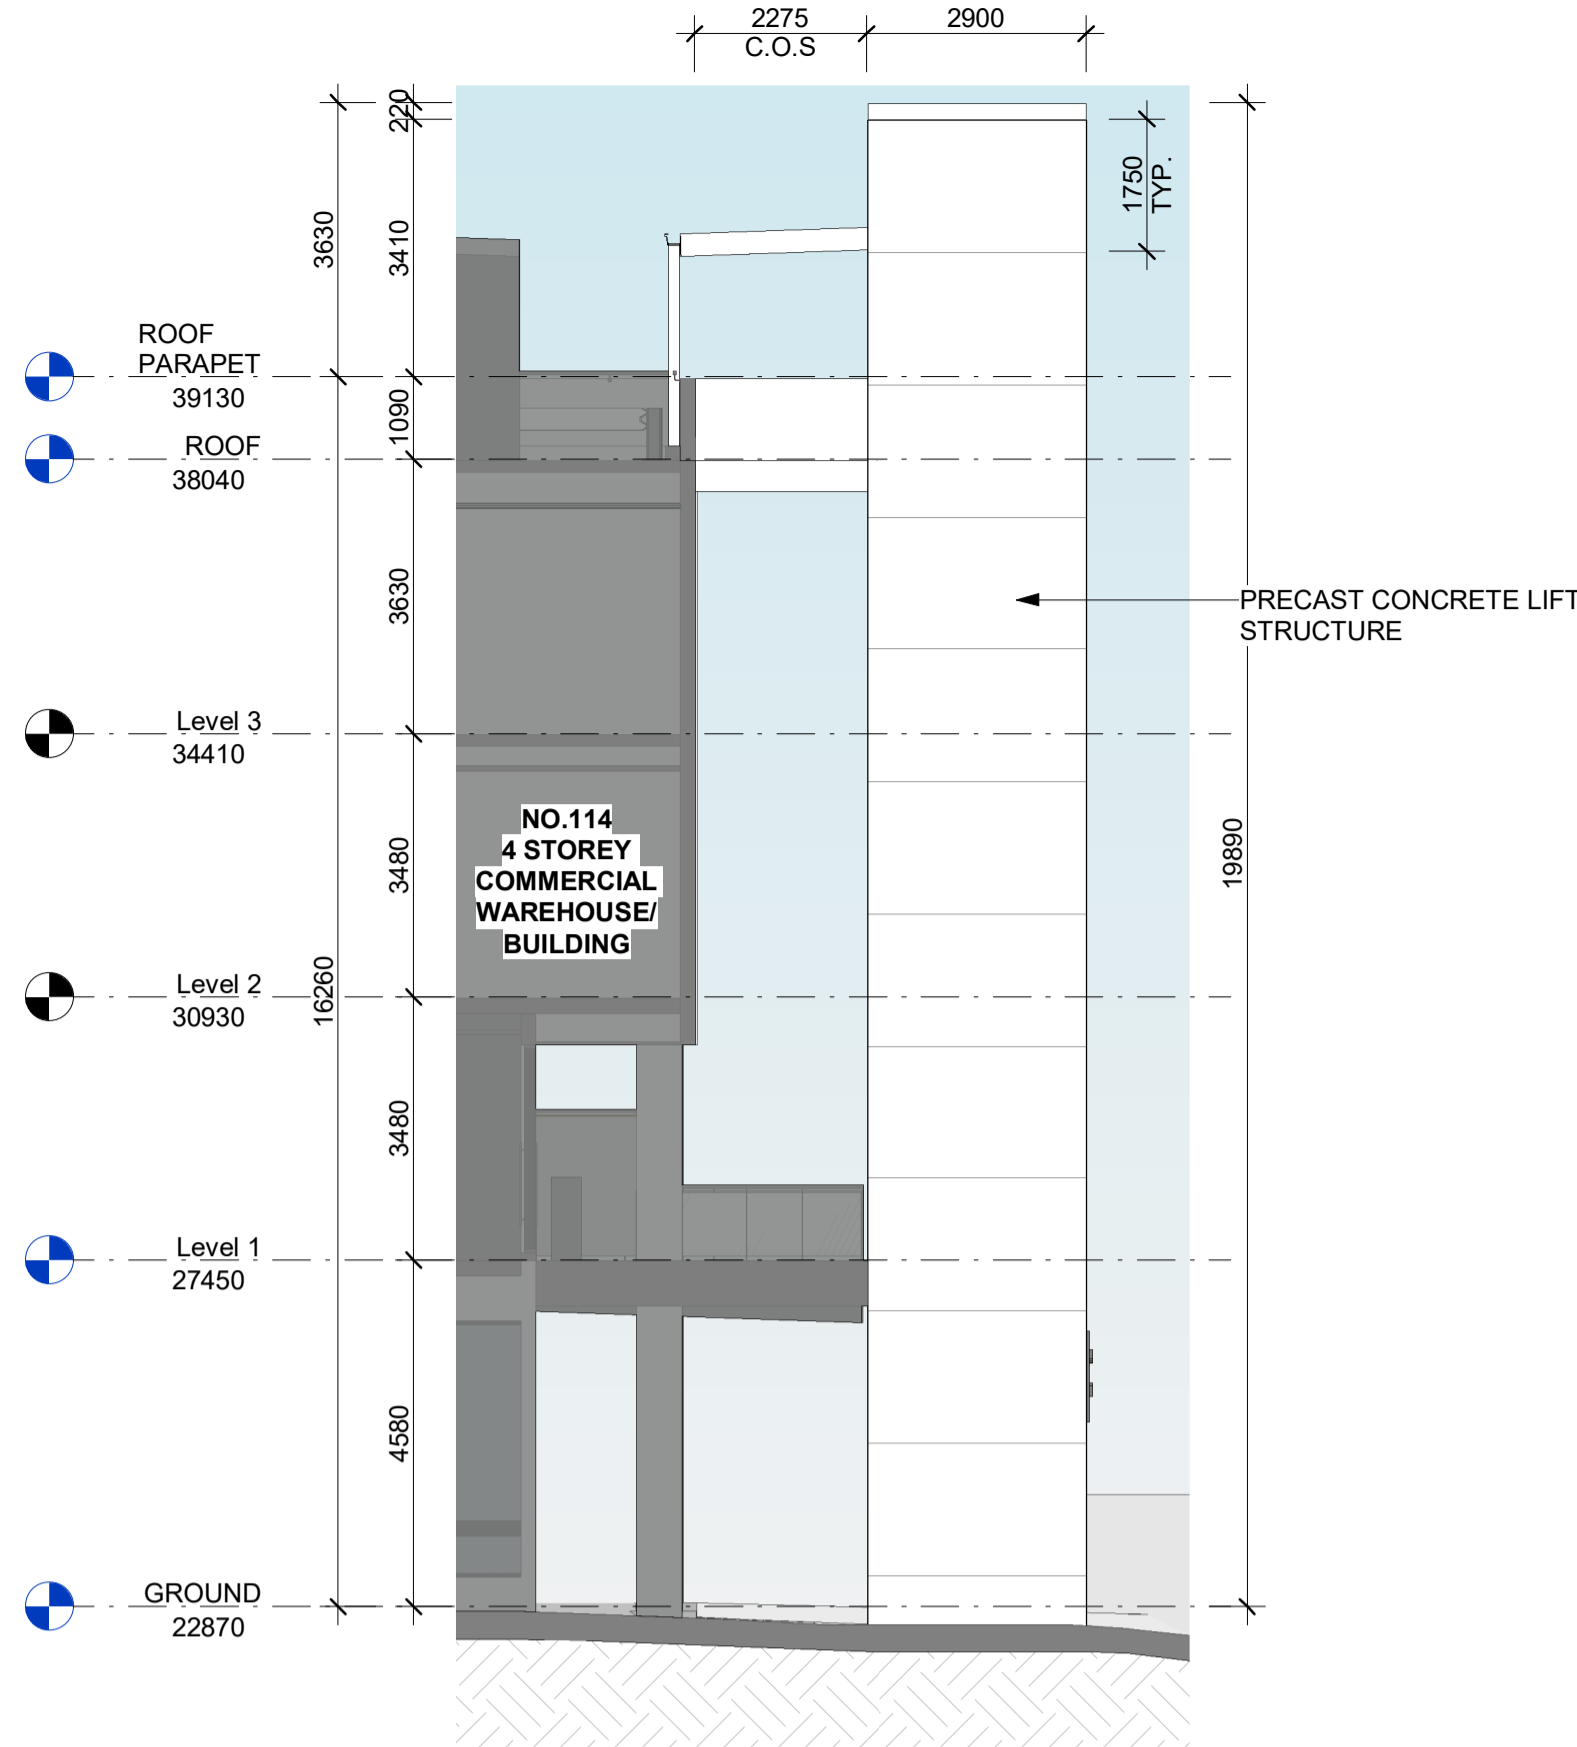 2275
C.O.S
2900
220
3410
3630
1750
TYP.
ROOF
PARAPET
39130
1090
ROOF
38040
3630
PRECAST CONCRETE LIFT
STRUCTURE
Level 3
34410
NO.114
4 STOREY
COMMERCIAL
WAREHOUSE/
BUILDING
3480
19890
Level 2
30930
16260
3480
Level 1
27450
4580
GROUND
22870